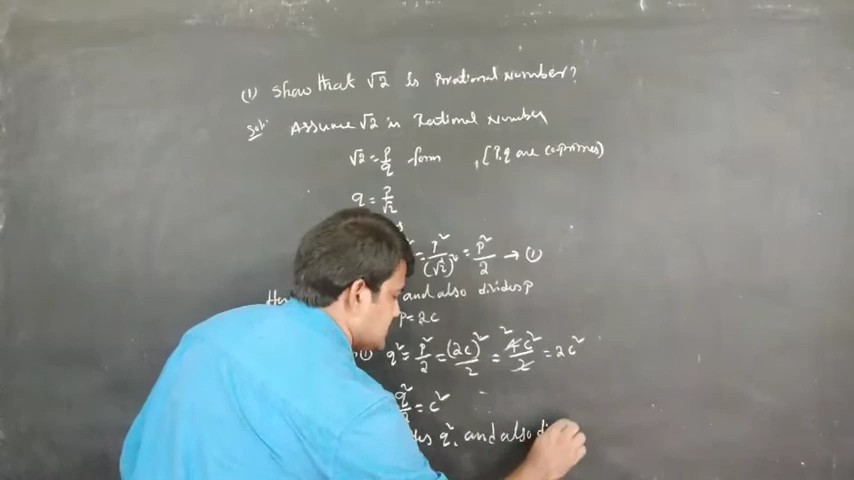 (1) Show that √2 is irrational number?
Sol: Assume √2 is rational number
√2 = p/q form , [P,q are co-primes)
q = p/√2
= p²/(√2)² = p²/2 → ①
and also divides P
P = 2c
① q² = p²/2 = (2c)²/2 = 4c²/2 = 2c²
q²/2 = c²
q², and also